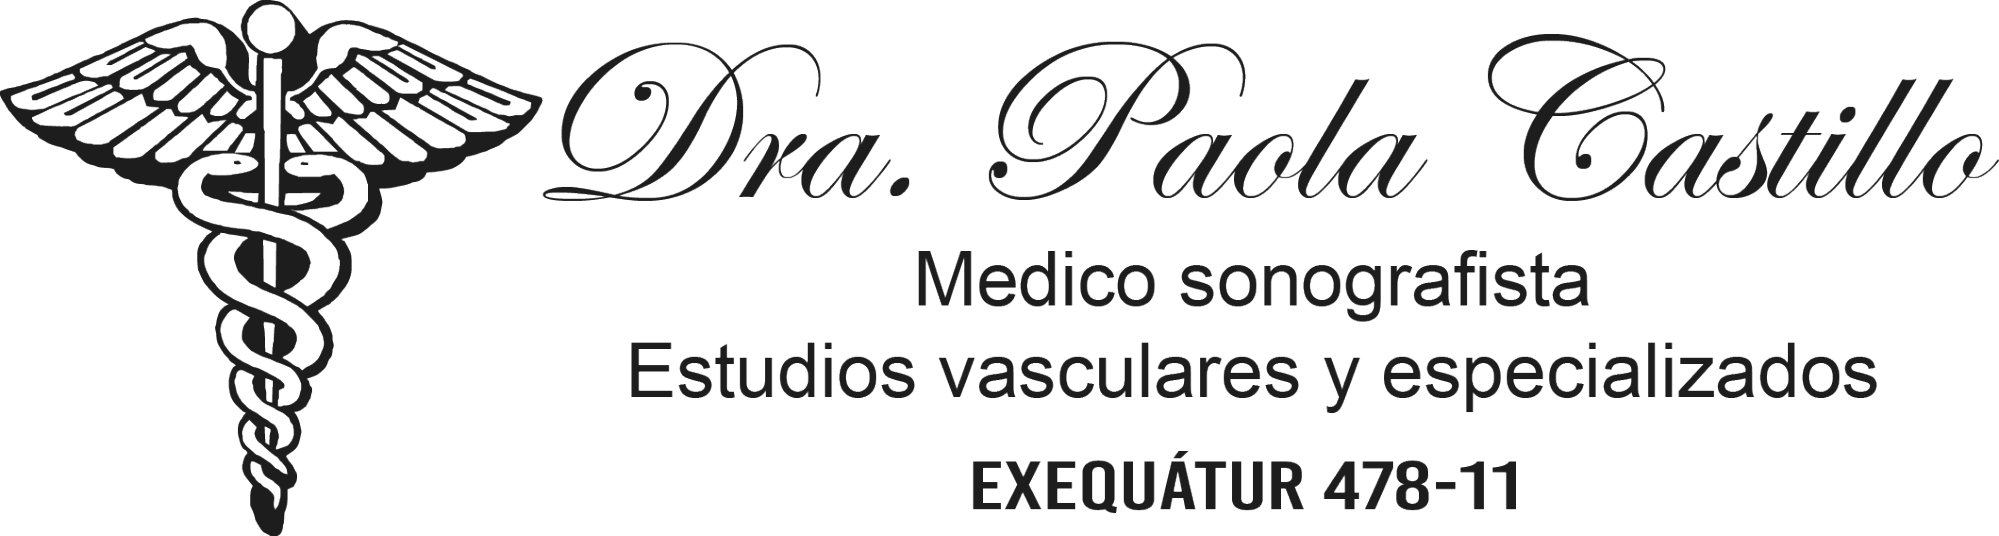 Dra. Paola Castillo
Medico sonografista
Estudios vasculares y especializados
EXEQUÁTUR 478-11